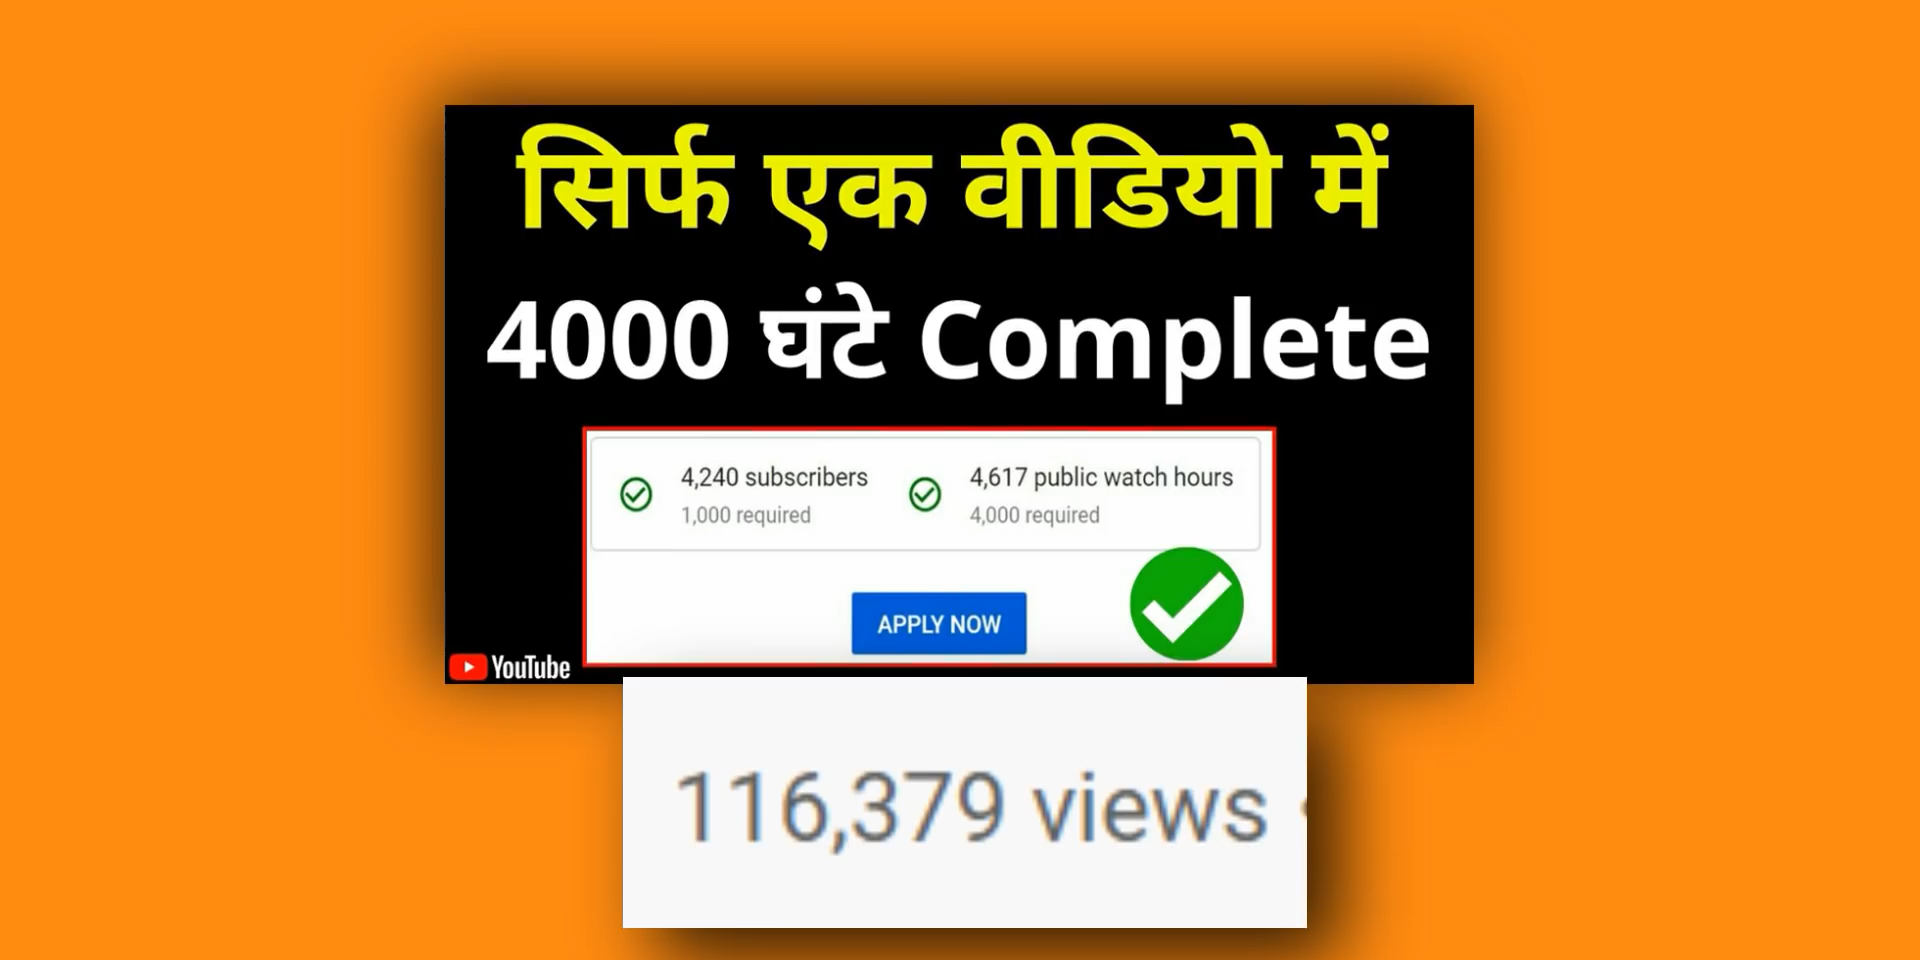 सिर्फ एक वीडियो में
4000 घंटे Complete
4,240 subscribers
1,000 required
4,617 public watch hours
4,000 required
APPLY NOW
YouTube
116,379 views